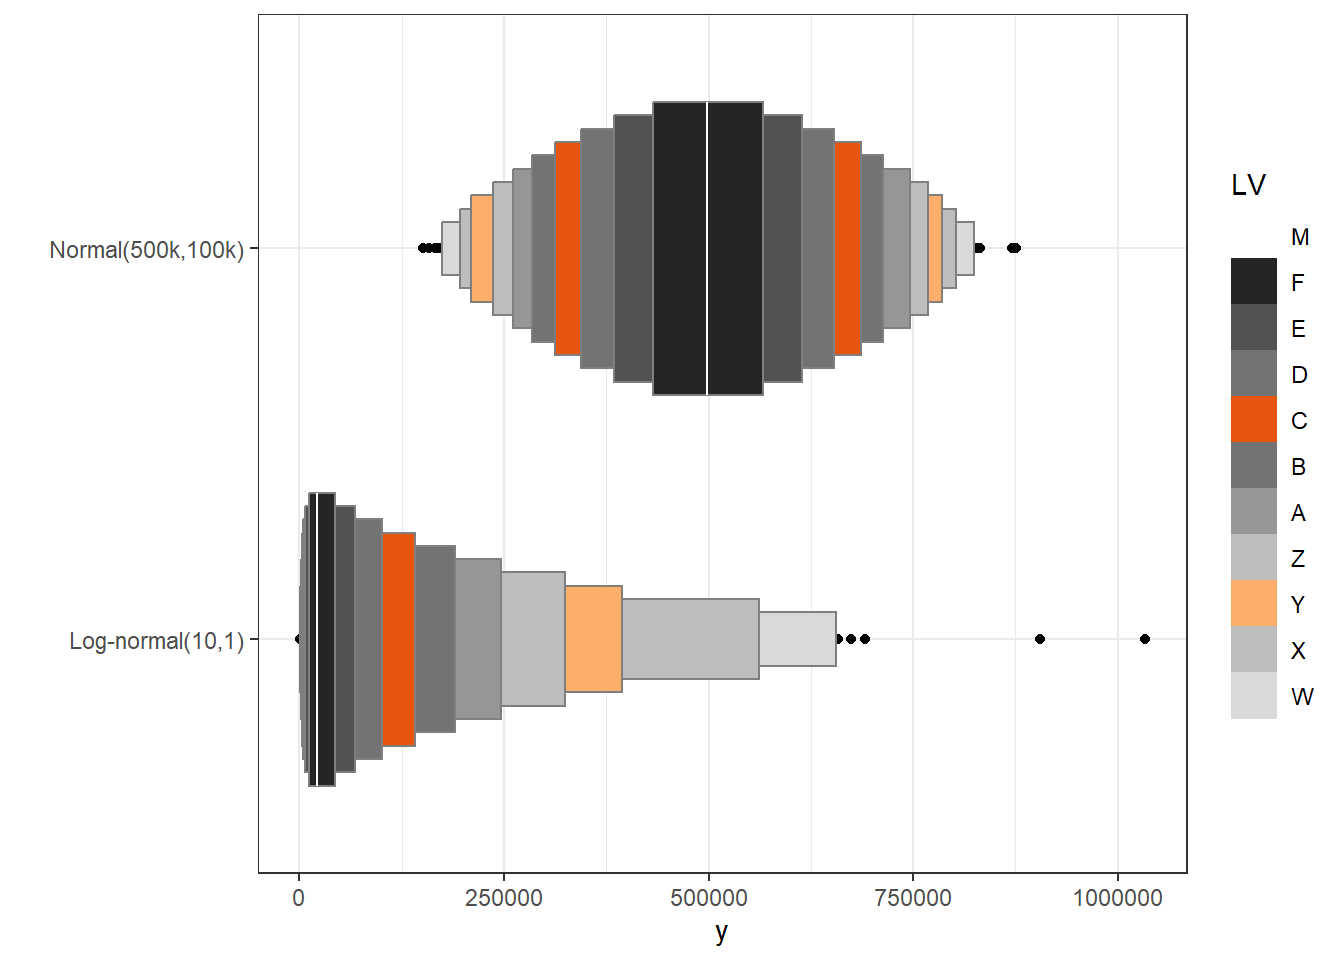 Normal(500k,100k)
Log-normal(10,1)
0
250000
500000
750000
1000000
y
LV
M
F
E
D
C
B
A
Z
Y
X
W